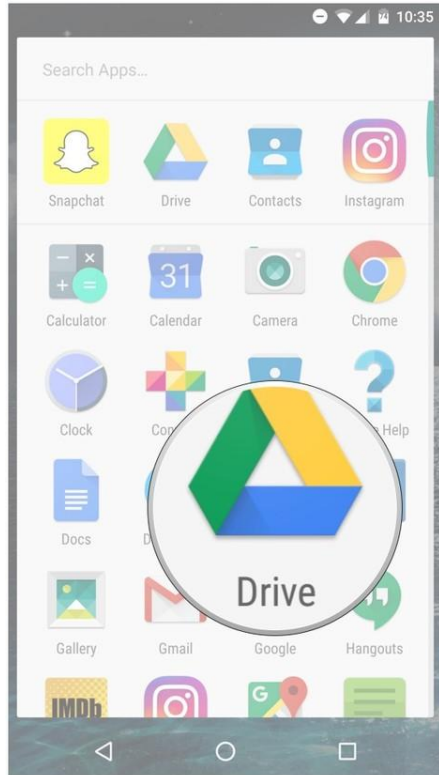 74 10:35
Search Apps…
Snapchat Drive Contacts Instagram
31
Calculator Calendar Camera Chrome
Clock Help
Docs
Drive
Gallery Gmail Google Hangouts
IMDb